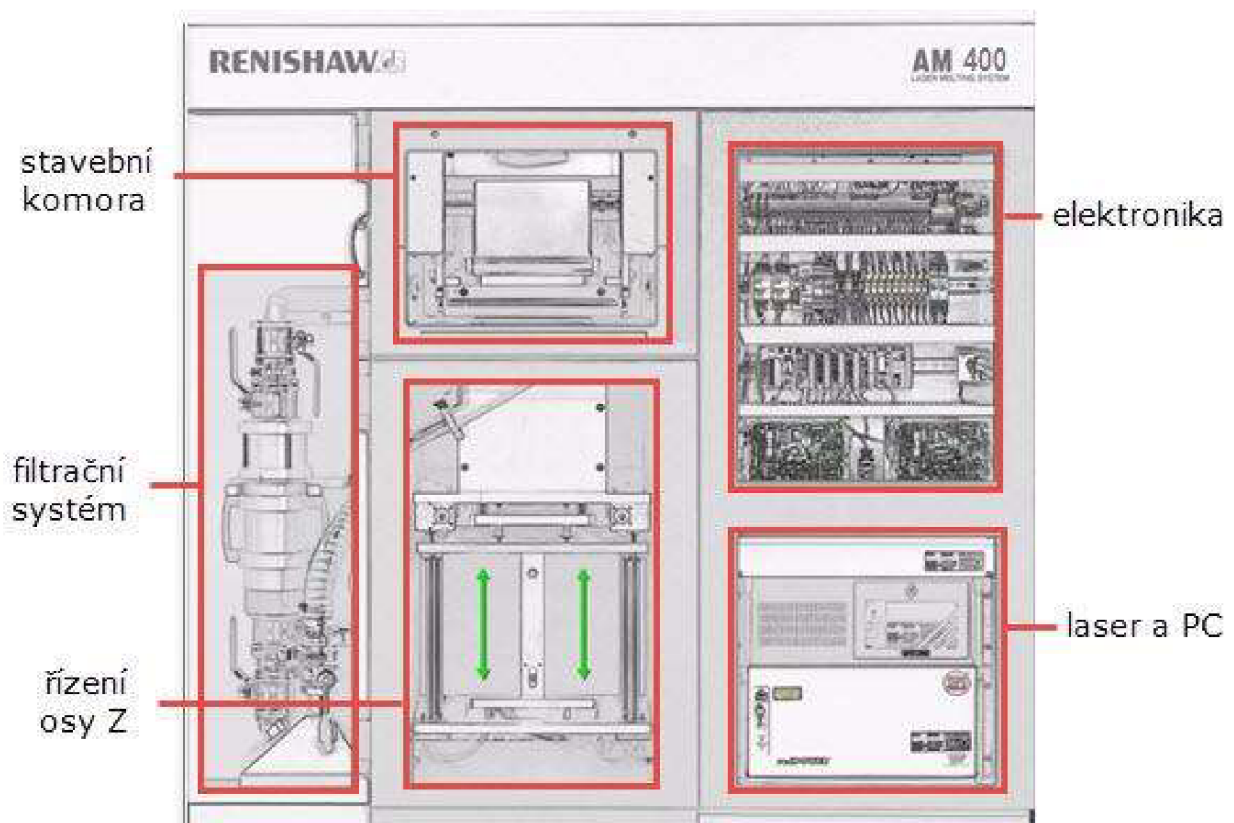 RENISHAW
AM 400
LASER MELTING SYSTEM
stavební
komora
elektronika
filtrační
systém
laser a PC
řízení
osy Z